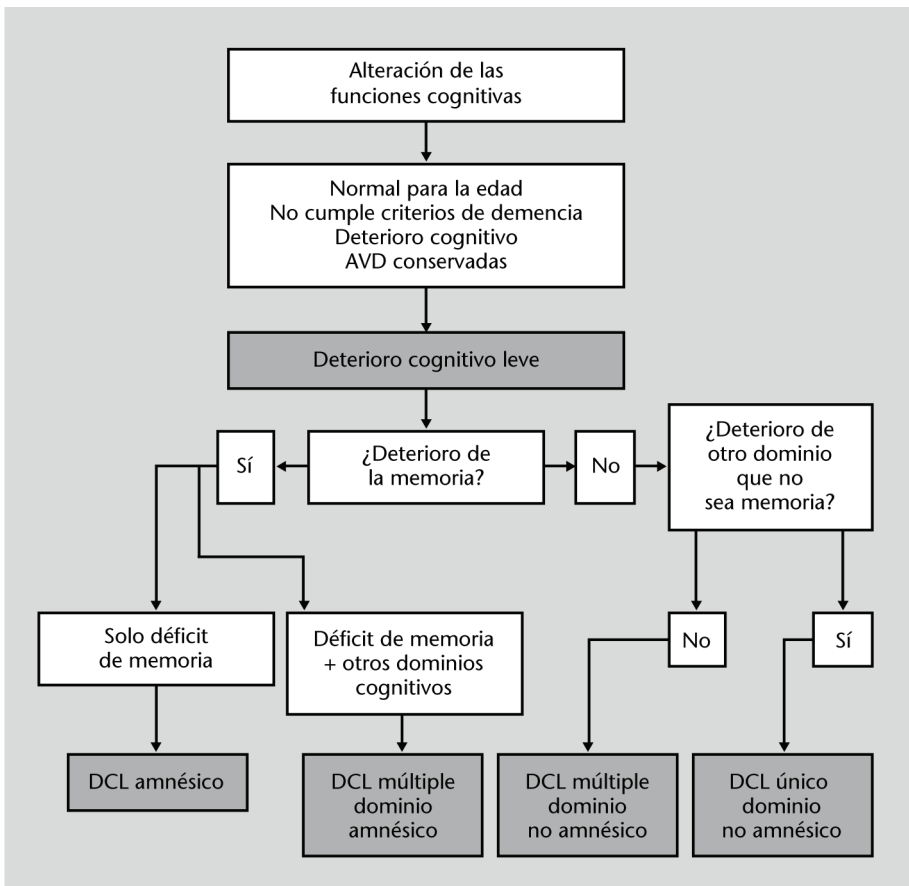 Alteración de las
funciones cognitivas
Normal para la edad
No cumple criterios de demencia
Deterioro cognitivo
AVD conservadas
Deterioro cognitivo leve
Sí
¿Deterioro de
la memoria?
No
¿Deterioro de
otro dominio
que no
sea memoria?
Solo déficit
de memoria
Déficit de memoria
+ otros dominios
cognitivos
No
Sí
DCL amnésico
DCL múltiple
dominio
amnésico
DCL múltiple
dominio
no amnésico
DCL único
dominio
no amnésico